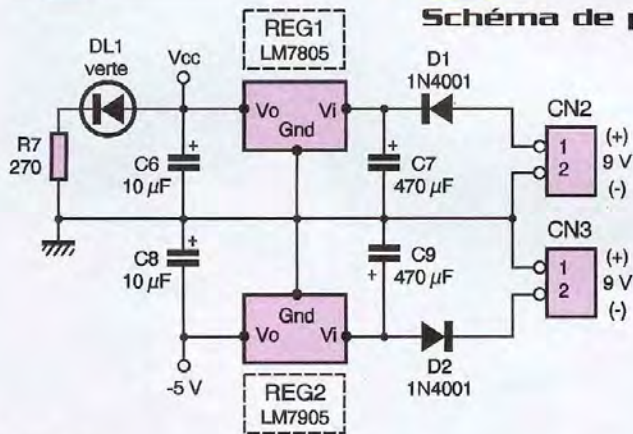 Schéma de p
REG1
LM7805
DL1
verte
Vcc
D1
1N4001
CN2
Vo
Vi
Gnd
1
(+)
9 V
2
(-)
R7
270
C6
10 µF
+
C7
470 µF
+
CN3
C8
10 µF
+
C9
470 µF
+
1
(+)
9 V
2
(-)
Gnd
Vo
Vi
-5 V
D2
1N4001
REG2
LM7905